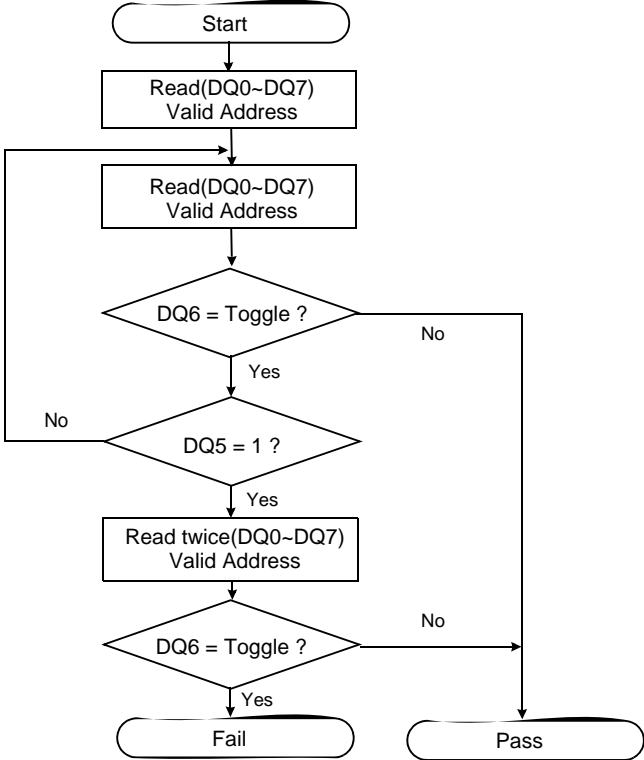 Start
Read(DQ0~DQ7)
Valid Address
Read(DQ0~DQ7)
Valid Address
DQ6 = Toggle ?
No
Yes
No
DQ5 = 1 ?
Yes
Read twice(DQ0~DQ7)
Valid Address
DQ6 = Toggle ?
No
Yes
Fail
Pass